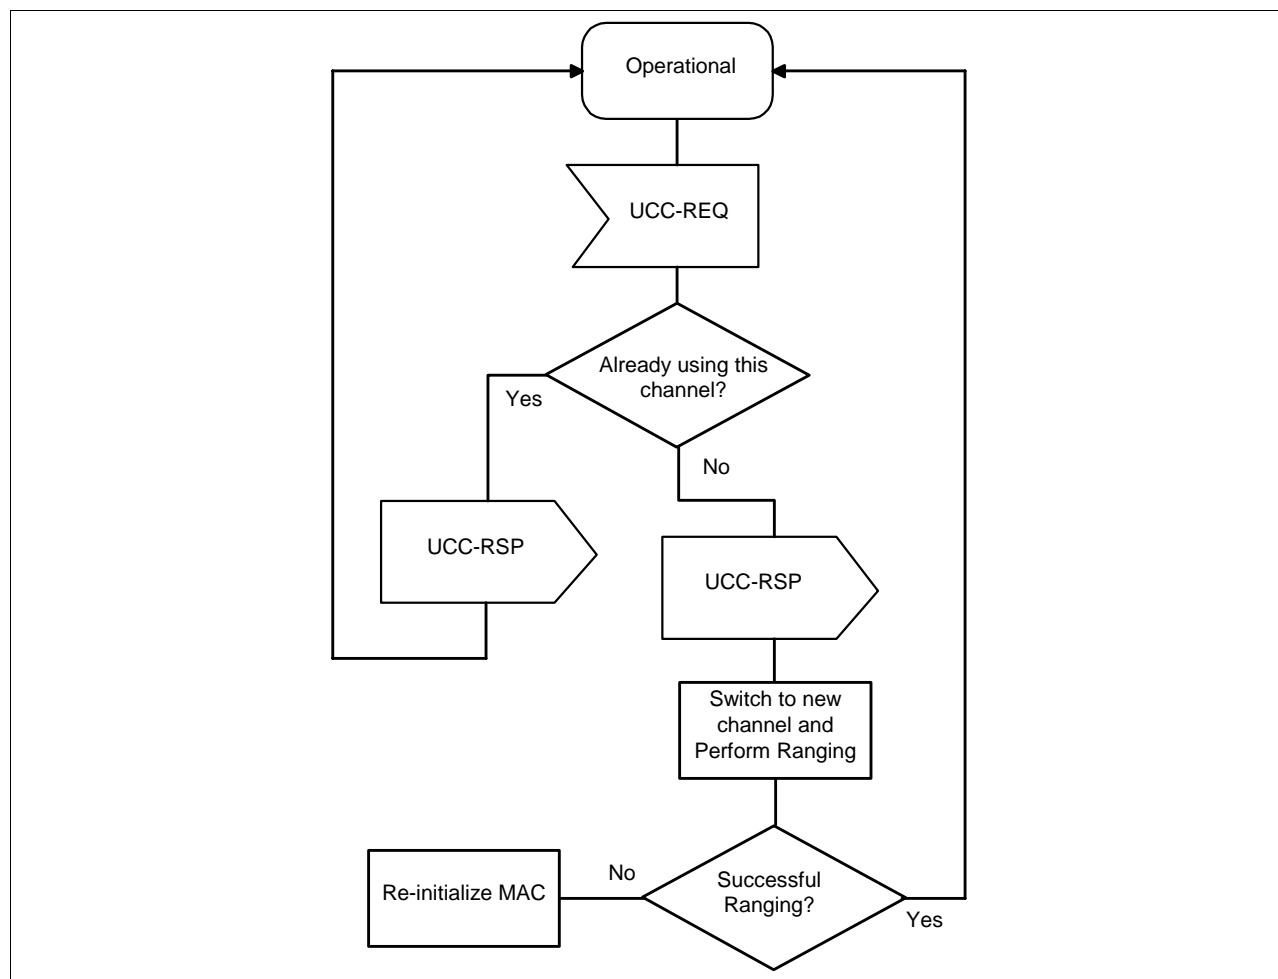 Operational
UCC-REQ
Already using this
channel?
Yes
No
UCC-RSP
UCC-RSP
Switch to new
channel and
Perform Ranging
No
Successful
Ranging?
Re-initialize MAC
Yes